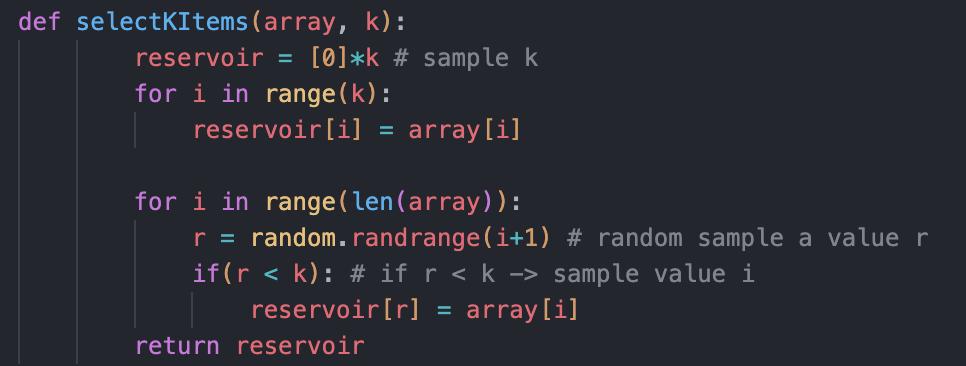 def selectKItems(array, k):
reservoir = [0]*k # sample k
for i in range(k):
reservoir[i] = array[i]
for i in range(len(array)):
r = random.randrange(i+1) # random sample a value r
if(r < k): # if r < k -> sample value i
reservoir[r] = array[i]
return reservoir